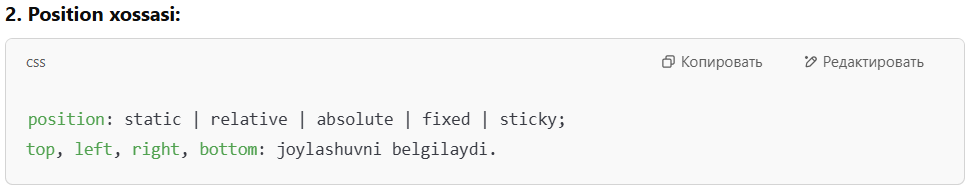 2. Position xossasi:
css
Копировать
Редактировать
position: static | relative | absolute | fixed | sticky;
top, left, right, bottom: joylashuvni belgilaydi.